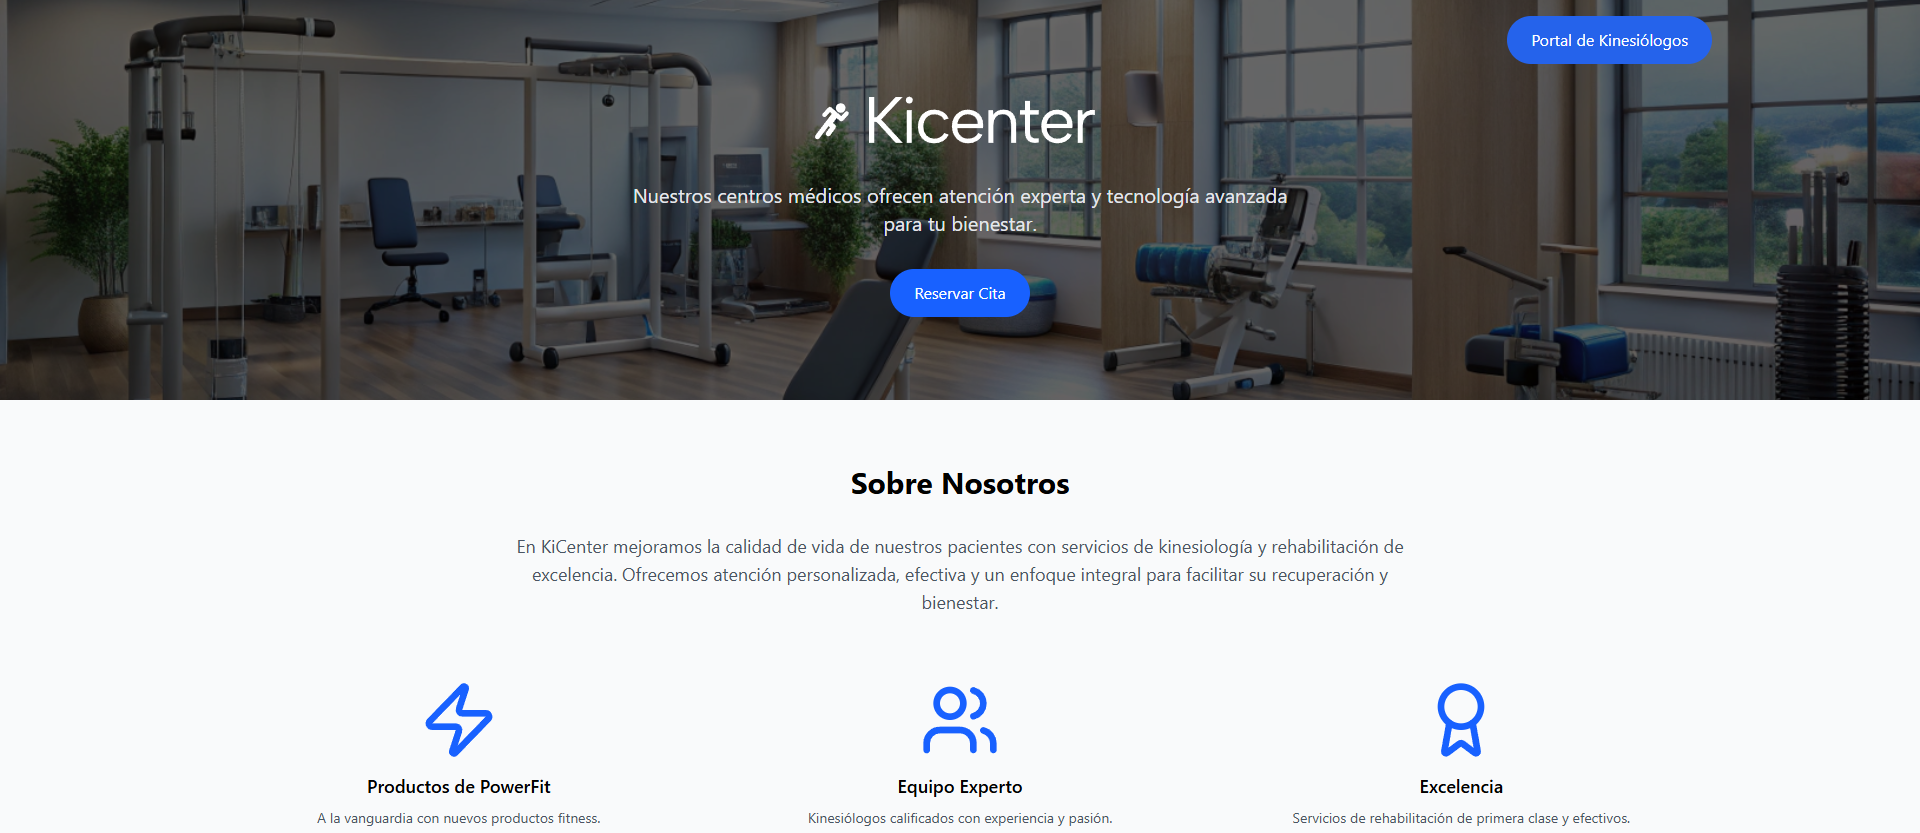 Portal de Kinesiólogos
Kicenter
Nuestros centros médicos ofrecen atención experta y tecnología avanzada
para tu bienestar.
Reservar Cita
Sobre Nosotros
En KiCenter mejoramos la calidad de vida de nuestros pacientes con servicios de kinesiología y rehabilitación de
excelencia. Ofrecemos atención personalizada, efectiva y un enfoque integral para facilitar su recuperación y
bienestar.
Productos de PowerFit
A la vanguardia con nuevos productos fitness.
Equipo Experto
Kinesiólogos calificados con experiencia y pasión.
Excelencia
Servicios de rehabilitación de primera clase y efectivos.